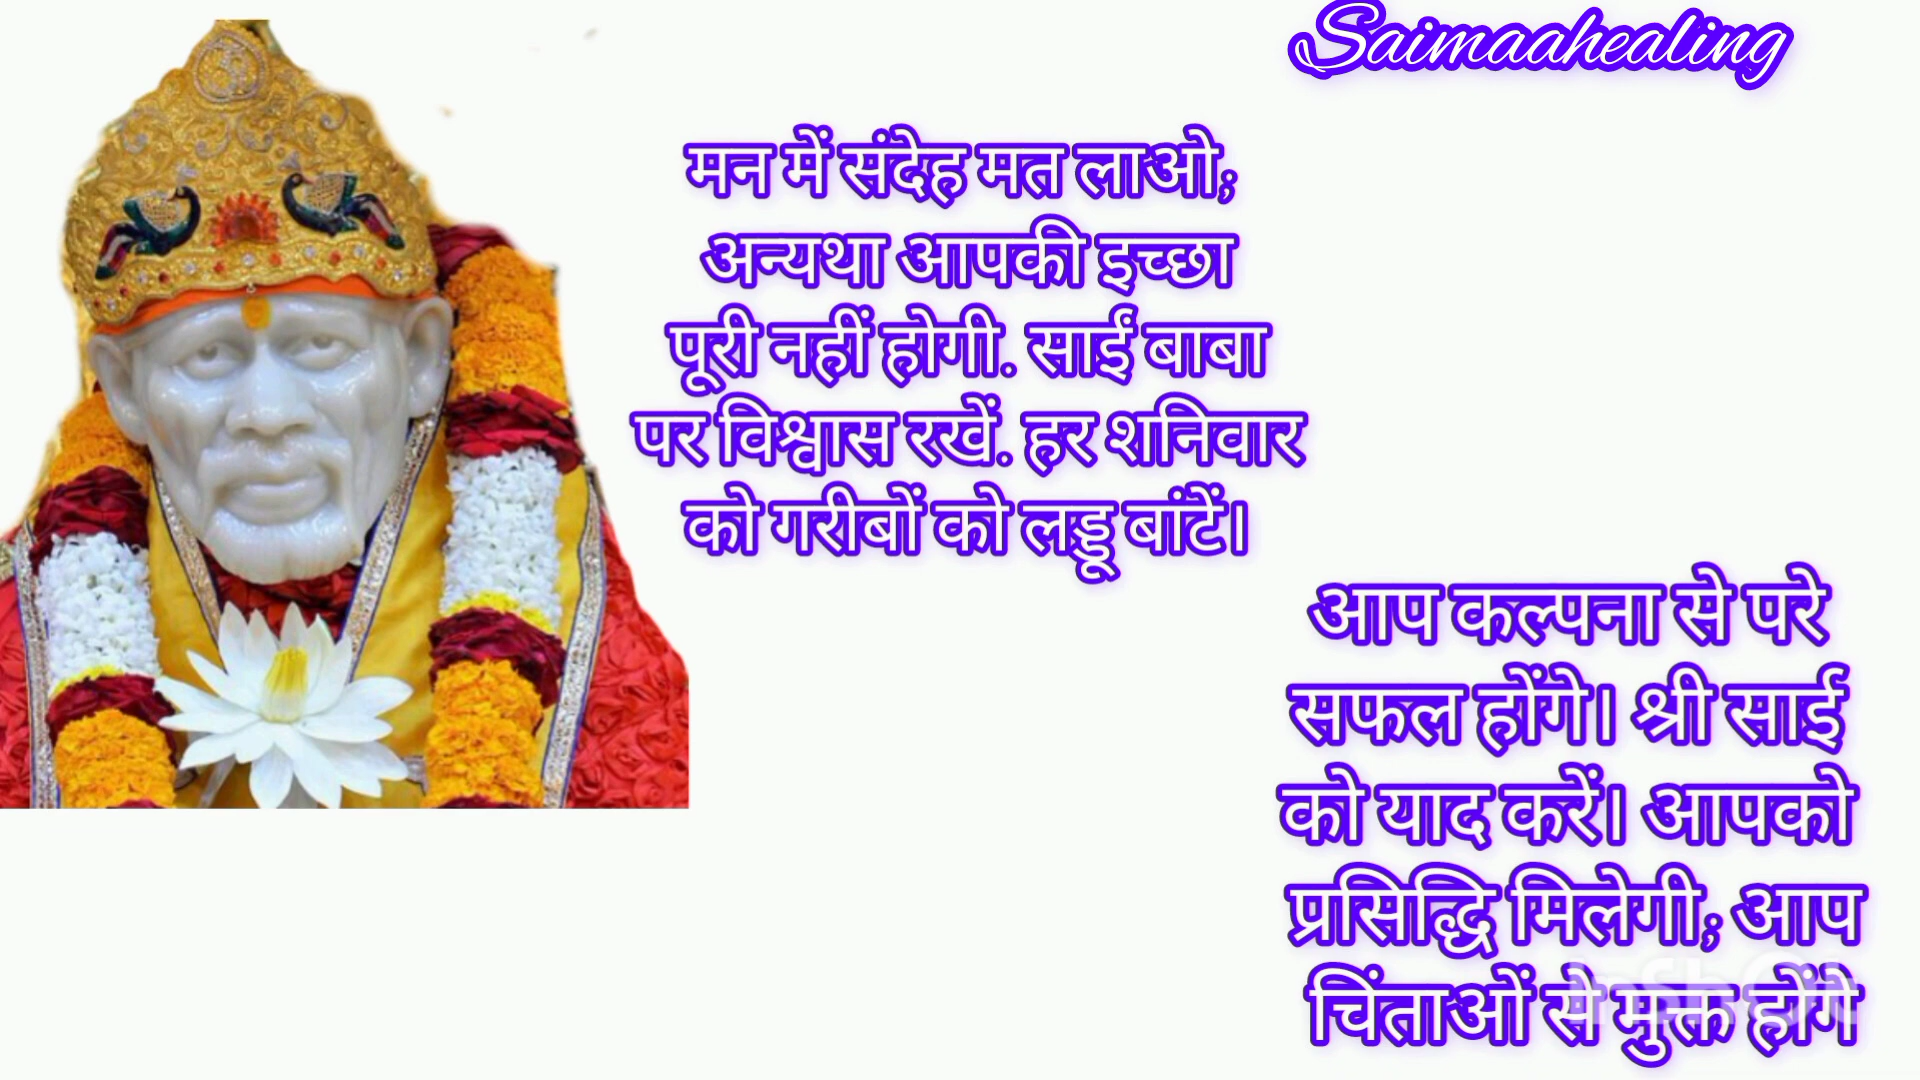 Saimaahealing
मन में संदेह मत लाओ;
अन्यथा आपकी इच्छा
पूरी नहीं होगी. साईं बाबा
पर विश्वास रखें. हर शनिवार
को गरीबों को लड्डू बांटें।
आप कल्पना से परे
सफल होंगे। श्री साई
को याद करें। आपको
प्रसिद्धि मिलेगी; आप
चिंताओं से मुक्त होंगे
InShOt